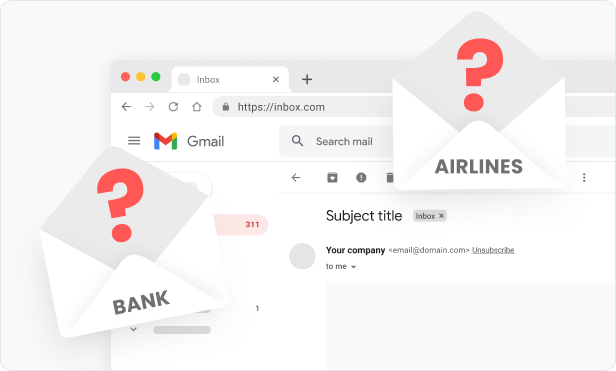 Inbox
https://inbox.com
Gmail
Search mail
?
AIRLINES
?
BANK
311
1
Subject title
Inbox
Your company <email@domain.com> Unsubscribe
to me